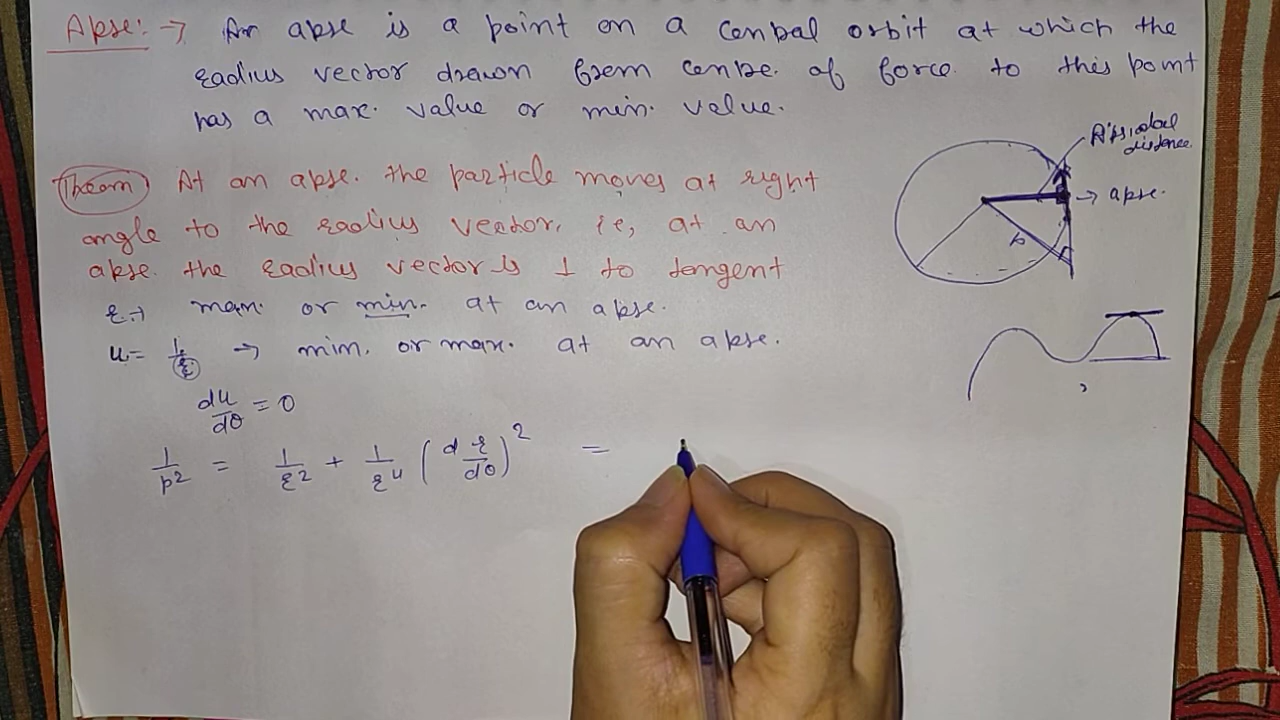 Apse: → An apse is a point on a central orbit at which the
radius vector drawn from centre of force to this point
has a max. value or min. value.
Apsidal
distance
→ apse.
p
Theorem At an apse. the particle moves at right
angle to the radius vector. ie, at an
apse the radius vector is ⊥ to tangent
r → max. or min. at an apse.
u = 1/r → min. or max. at an apse.
du/dθ = 0
1/p² = 1/r² + 1/r⁴ (dr/dθ)² =